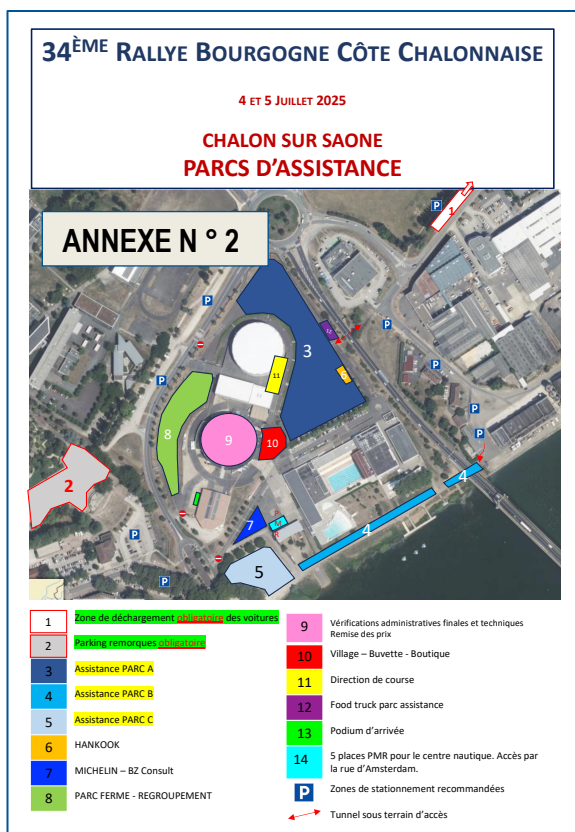 34ÈME RALLYE BOURGOGNE CÔTE CHALONNAISE
4 ET 5 JUILLET 2025
CHALON SUR SAONE
PARCS D'ASSISTANCE
ANNEXE N ° 2
P
1
P
P
3
6
P
P
11
8
9
10
P
P
2
4
4
7
P
R
5
P
P
1 Zone de déchargement obligatoire des voitures
2 Parking remorques obligatoire
3 Assistance PARC A
4 Assistance PARC B
5 Assistance PARC C
6 HANKOOK
7 MICHELIN – BZ Consult
8 PARC FERME - REGROUPEMENT
9 Vérifications administratives finales et techniques
Remise des prix
10 Village – Buvette - Boutique
11 Direction de course
12 Food truck parc assistance
13 Podium d'arrivée
14 5 places PMR pour le centre nautique. Accès par
la rue d'Amsterdam.
P Zones de stationnement recommandées
Tunnel sous terrain d'accès